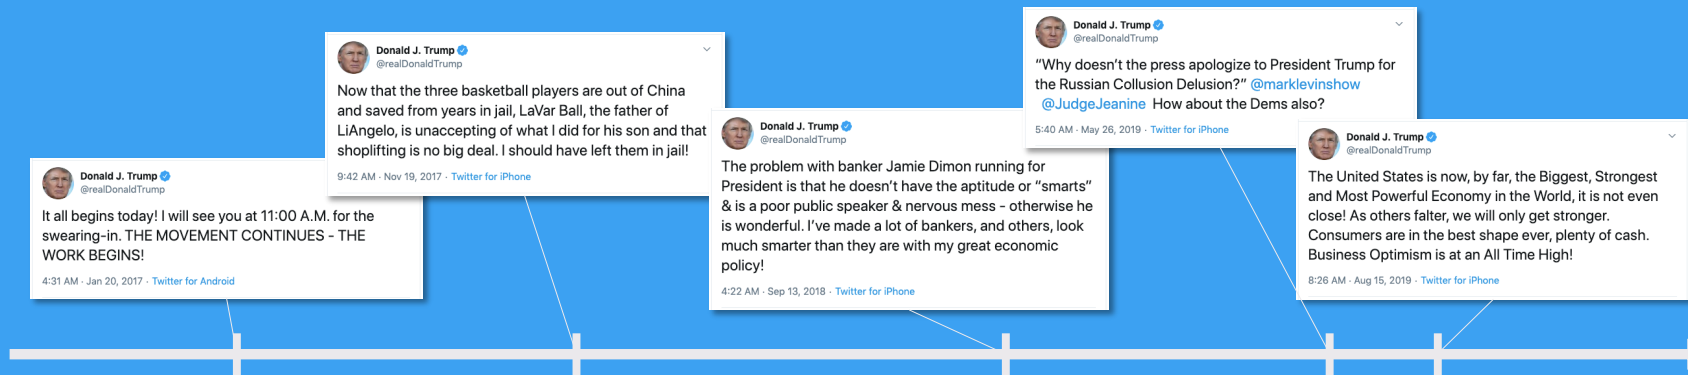 Donald J. Trump
@realDonaldTrump
It all begins today! I will see you at 11:00 A.M. for the
swearing-in. THE MOVEMENT CONTINUES - THE
WORK BEGINS!
4:31 AM · Jan 20, 2017 · Twitter for Android
Donald J. Trump
@realDonaldTrump
Now that the three basketball players are out of China
and saved from years in jail, LaVar Ball, the father of
LiAngelo, is unaccepting of what I did for his son and that
shoplifting is no big deal. I should have left them in jail!
9:42 AM · Nov 19, 2017 · Twitter for iPhone
Donald J. Trump
@realDonaldTrump
The problem with banker Jamie Dimon running for
President is that he doesn't have the aptitude or “smarts”
& is a poor public speaker & nervous mess - otherwise he
is wonderful. I've made a lot of bankers, and others, look
much smarter than they are with my great economic
policy!
4:22 AM · Sep 13, 2018 · Twitter for iPhone
Donald J. Trump
@realDonaldTrump
“Why doesn't the press apologize to President Trump for
the Russian Collusion Delusion?” @marklevinshow
@JudgeJeanine How about the Dems also?
5:40 AM · May 26, 2019 · Twitter for iPhone
Donald J. Trump
@realDonaldTrump
The United States is now, by far, the Biggest, Strongest
and Most Powerful Economy in the World, it is not even
close! As others falter, we will only get stronger.
Consumers are in the best shape ever, plenty of cash.
Business Optimism is at an All Time High!
8:26 AM · Aug 15, 2019 · Twitter for iPhone